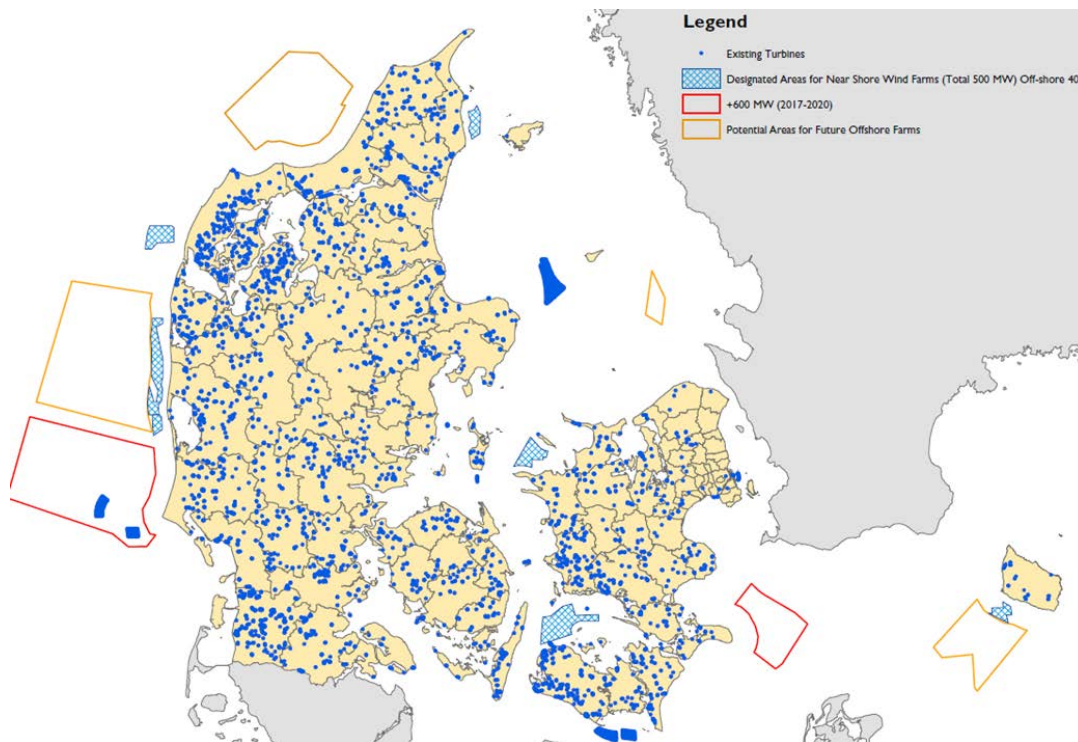 Legend
Existing Turbines
Designated Areas for Near Shore Wind Farms (Total 500 MW) Off-shore 40
+600 MW (2017-2020)
Potential Areas for Future Offshore Farms